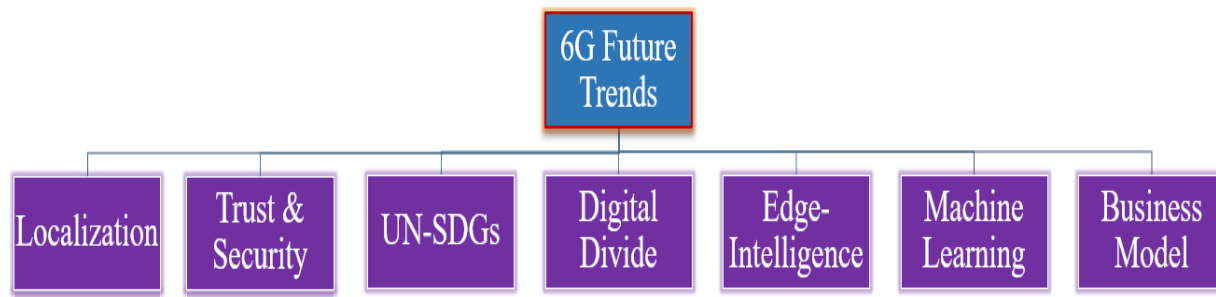 6G Future
Trends
Localization
Trust &
Security
UN-SDGs
Digital
Divide
Edge-
Intelligence
Machine
Learning
Business
Model